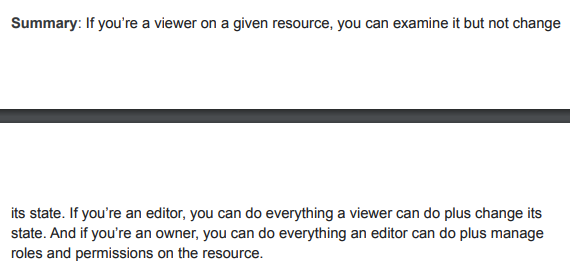 Summary: If you’re a viewer on a given resource, you can examine it but not change
its state. If you’re an editor, you can do everything a viewer can do plus change its
state. And if you’re an owner, you can do everything an editor can do plus manage
roles and permissions on the resource.